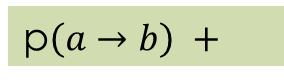 p(a → b) +